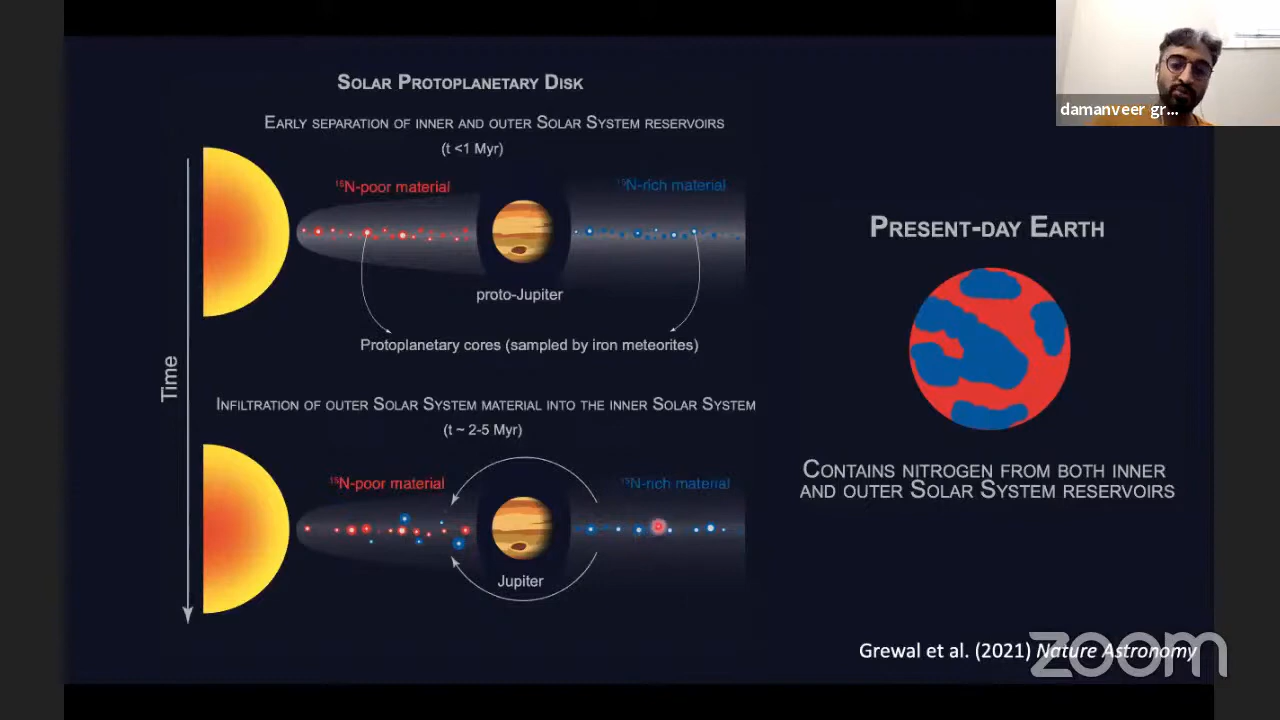 SOLAR PROTOPLANETARY DISK
EARLY SEPARATION OF INNER AND OUTER SOLAR SYSTEM RESERVOIRS
(t <1 Myr)
¹⁵N-poor material
¹⁵N-rich material
proto-Jupiter
Protoplanetary cores (sampled by iron meteorites)
Time
INFILTRATION OF OUTER SOLAR SYSTEM MATERIAL INTO THE INNER SOLAR SYSTEM
(t ~ 2-5 Myr)
¹⁵N-poor material
¹⁵N-rich material
Jupiter
damanveer gr...
PRESENT-DAY EARTH
CONTAINS NITROGEN FROM BOTH INNER
AND OUTER SOLAR SYSTEM RESERVOIRS
Grewal et al. (2021) Nature Astronomy
zoom